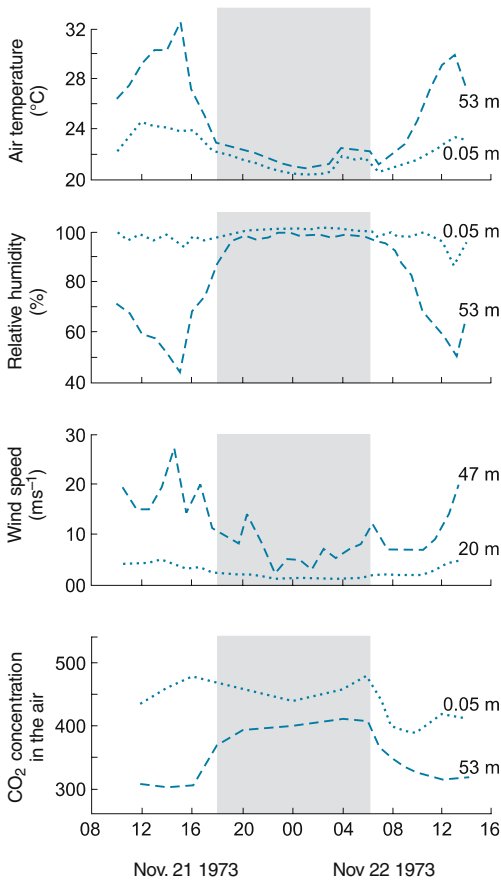 Air temperature
(°C)
32
28
24
20
53 m
0.05 m
Relative humidity
(%)
100
80
60
40
0.05 m
53 m
Wind speed
(ms⁻¹)
30
20
10
00
47 m
20 m
CO₂ concentration
in the air
500
400
300
0.05 m
53 m
08 12 16 20 00 04 08 12 16
Nov. 21 1973 Nov 22 1973